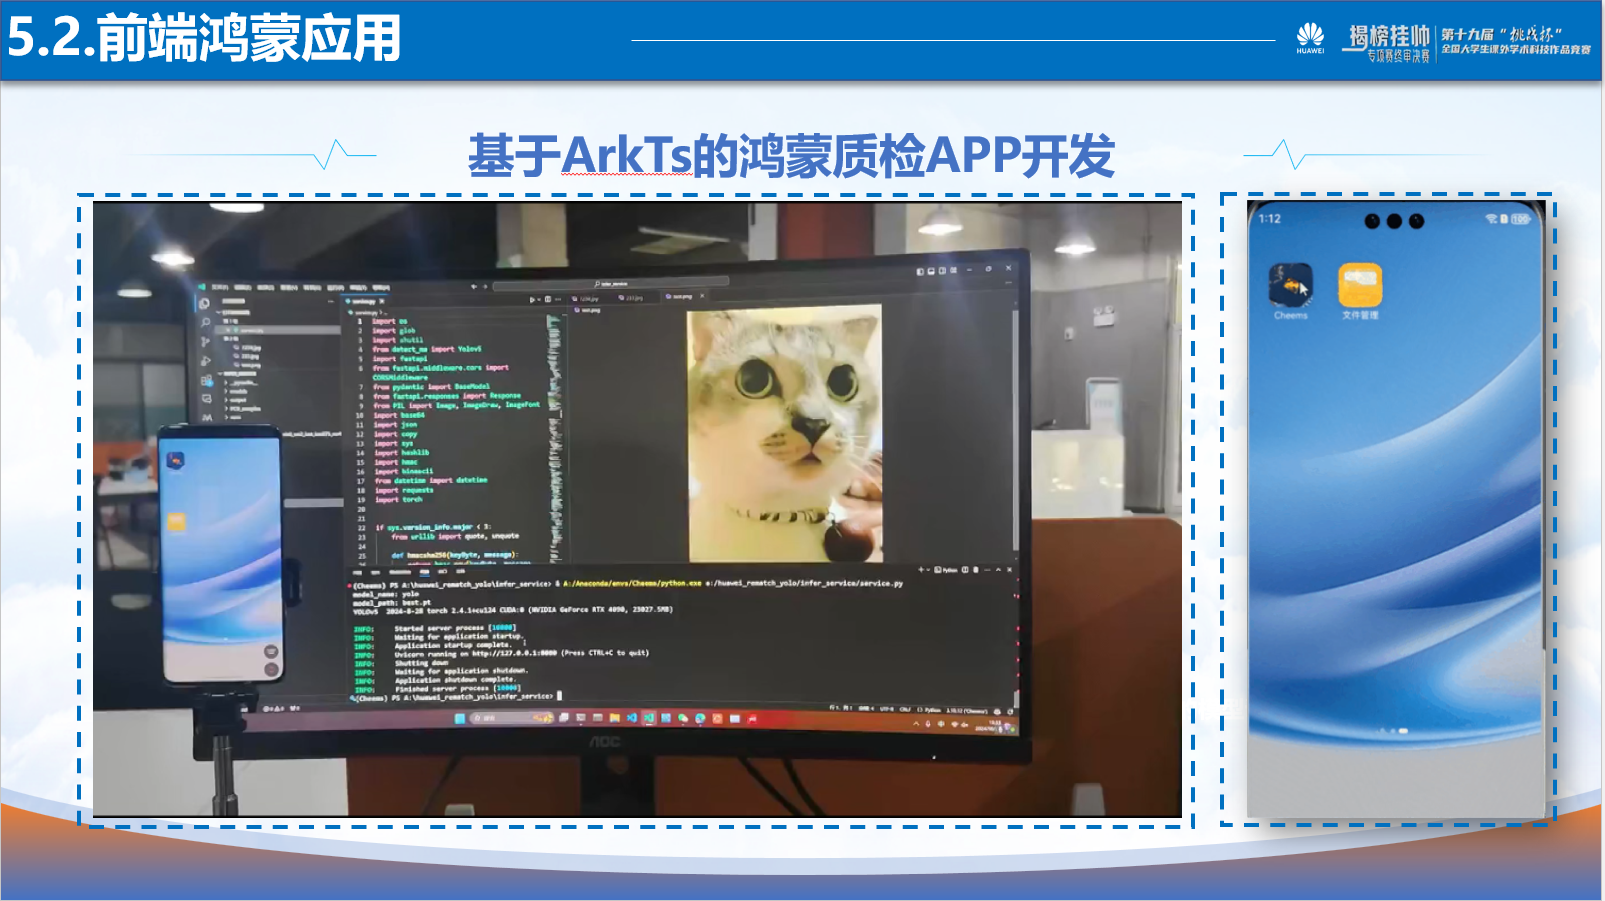 5.2.前端鸿蒙应用
HUAWEI
揭榜挂帅
专项赛终审决赛
第十九届“挑战杯”
全国大学生课外学术科技作品竞赛
基于ArkTs的鸿蒙质检APP开发
1 import os
2 import glob
3 import shutil
4 from detect_ma import Yolov5
5 import fastapi
6 from fastapi.middleware.cors import
CORSMiddleware
7 from pydantic import BaseModel
8 from fastapi.responses import Response
9 from PIL import Image, ImageDraw, ImageFont
10 import base64
11 import json
12 import copy
13 import sys
14 import hashlib
15 import hmac
16 import binascii
17 from datetime import datetime
18 import requests
19 import torch
20
21
22 if sys.version_info.major < 3:
23 from urllib import quote, unquote
24
25 def hmacsha256(keyByte, message):
(Cheems) PS A:\huawei_rematch_yolo\infer_service> & A:/Anaconda/envs/Cheems/python.exe a:/huawei_rematch_yolo/infer_service/service.py
model_name: yolo
model_path: best.pt
YOLOv5 2024-8-28 torch 2.4.1+cu124 CUDA:0 (NVIDIA GeForce RTX 4090, 23027.5MB)
INFO: Started server process [16808]
INFO: Waiting for application startup.
INFO: Application startup complete.
INFO: Uvicorn running on http://127.0.0.1:8080 (Press CTRL+C to quit)
INFO: Shutting down
INFO: Waiting for application shutdown.
INFO: Application shutdown complete.
INFO: Finished server process [16808]
(Cheems) PS A:\huawei_rematch_yolo\infer_service>
AOC
1:12
100
Cheems
文件管理